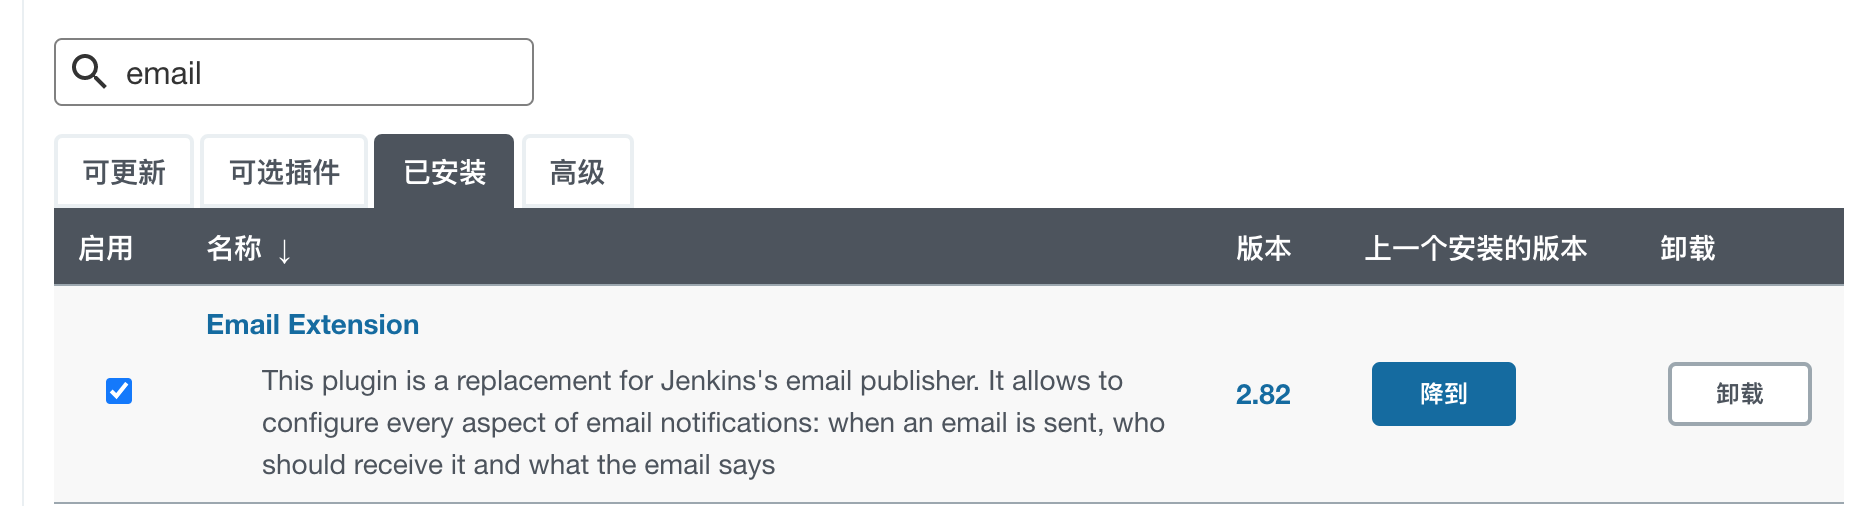 email
可更新 可选插件 已安装 高级
启用 名称 ↓ 版本 上一个安装的版本 卸载
Email Extension
This plugin is a replacement for Jenkins's email publisher. It allows to
configure every aspect of email notifications: when an email is sent, who
should receive it and what the email says
2.82 降到 卸载